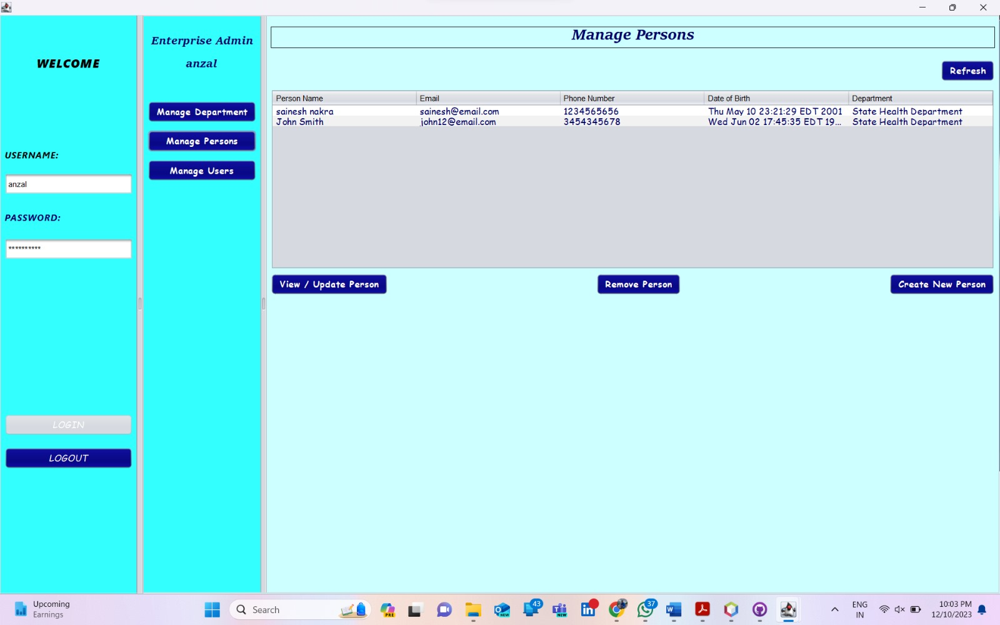 WELCOME
USERNAME:
anzal
PASSWORD:
**********
LOGIN
LOGOUT
Enterprise Admin
anzal
Manage Department
Manage Persons
Manage Users
Manage Persons
Refresh
Person Name Email Phone Number Date of Birth Department
sainesh nakra sainesh@email.com 1234565656 Thu May 10 23:21:29 EDT 2001 State Health Department
John Smith john12@email.com 3454345678 Wed Jun 02 17:45:35 EDT 19... State Health Department
View / Update Person Remove Person Create New Person
Upcoming
Earnings
Search
PRE
NEW
43
NEW
37
ENG
IN
10:03 PM
12/10/2023